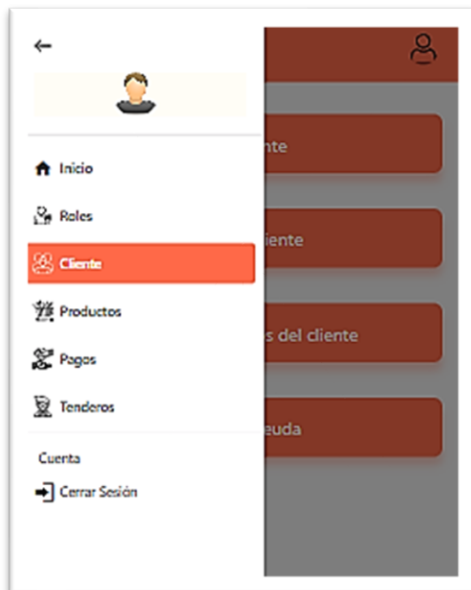 Inicio
nte
Roles
iente
Cliente
Productos
s del cliente
Pagos
Tenderos
euda
Cuenta
Cerrar Sesión